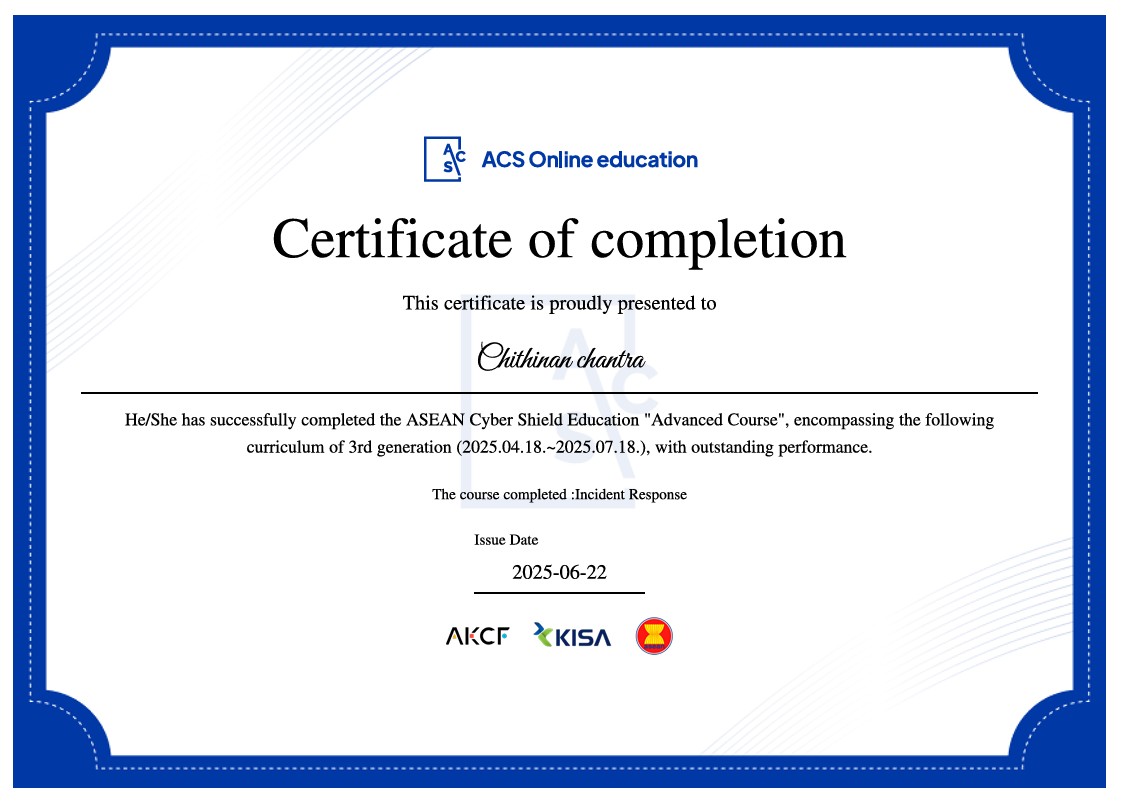 ACS ACS Online education
Certificate of completion
This certificate is proudly presented to
Chithinan chantra
He/She has successfully completed the ASEAN Cyber Shield Education "Advanced Course", encompassing the following
curriculum of 3rd generation (2025.04.18.~2025.07.18.), with outstanding performance.
The course completed :Incident Response
Issue Date
2025-06-22
AKCF KISA
ACS